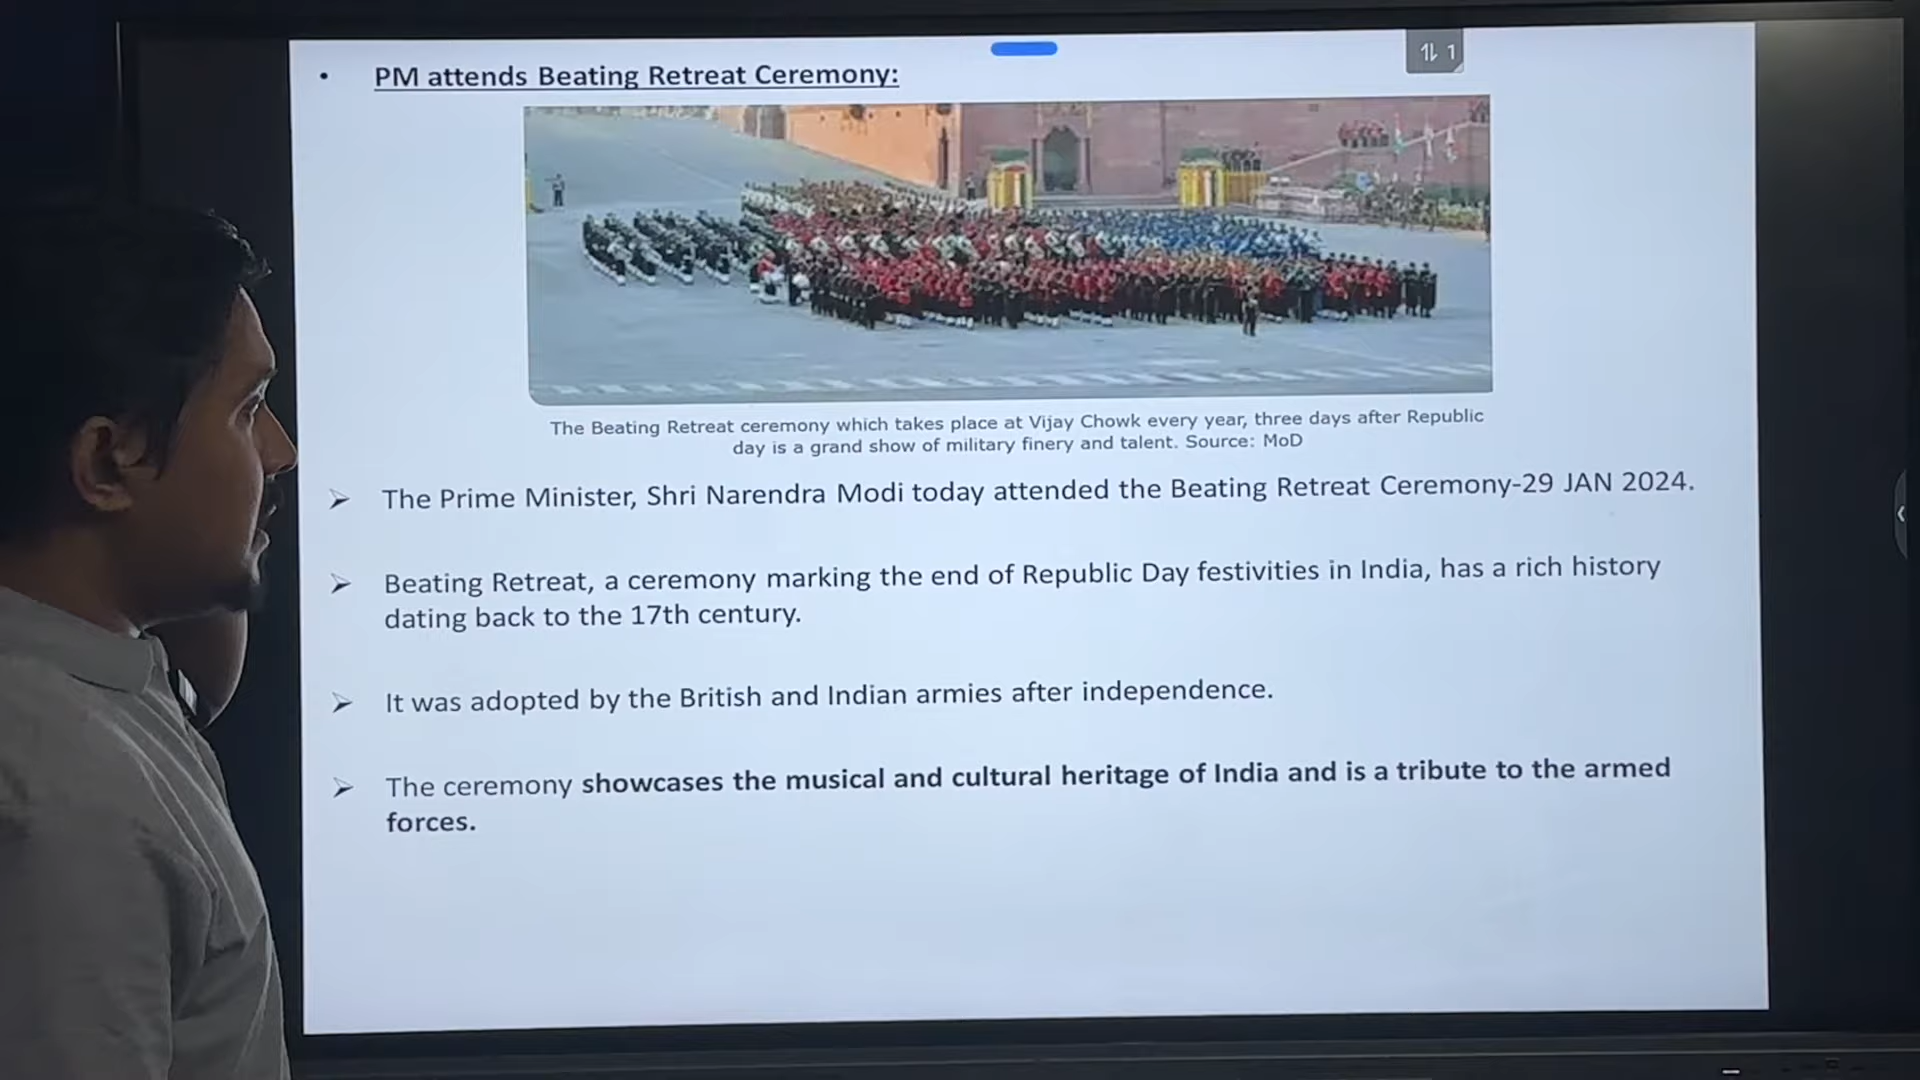 • PM attends Beating Retreat Ceremony:
1
The Beating Retreat ceremony which takes place at Vijay Chowk every year, three days after Republic
day is a grand show of military finery and talent. Source: MoD
➢ The Prime Minister, Shri Narendra Modi today attended the Beating Retreat Ceremony-29 JAN 2024.
➢ Beating Retreat, a ceremony marking the end of Republic Day festivities in India, has a rich history
dating back to the 17th century.
➢ It was adopted by the British and Indian armies after independence.
➢ The ceremony showcases the musical and cultural heritage of India and is a tribute to the armed
forces.